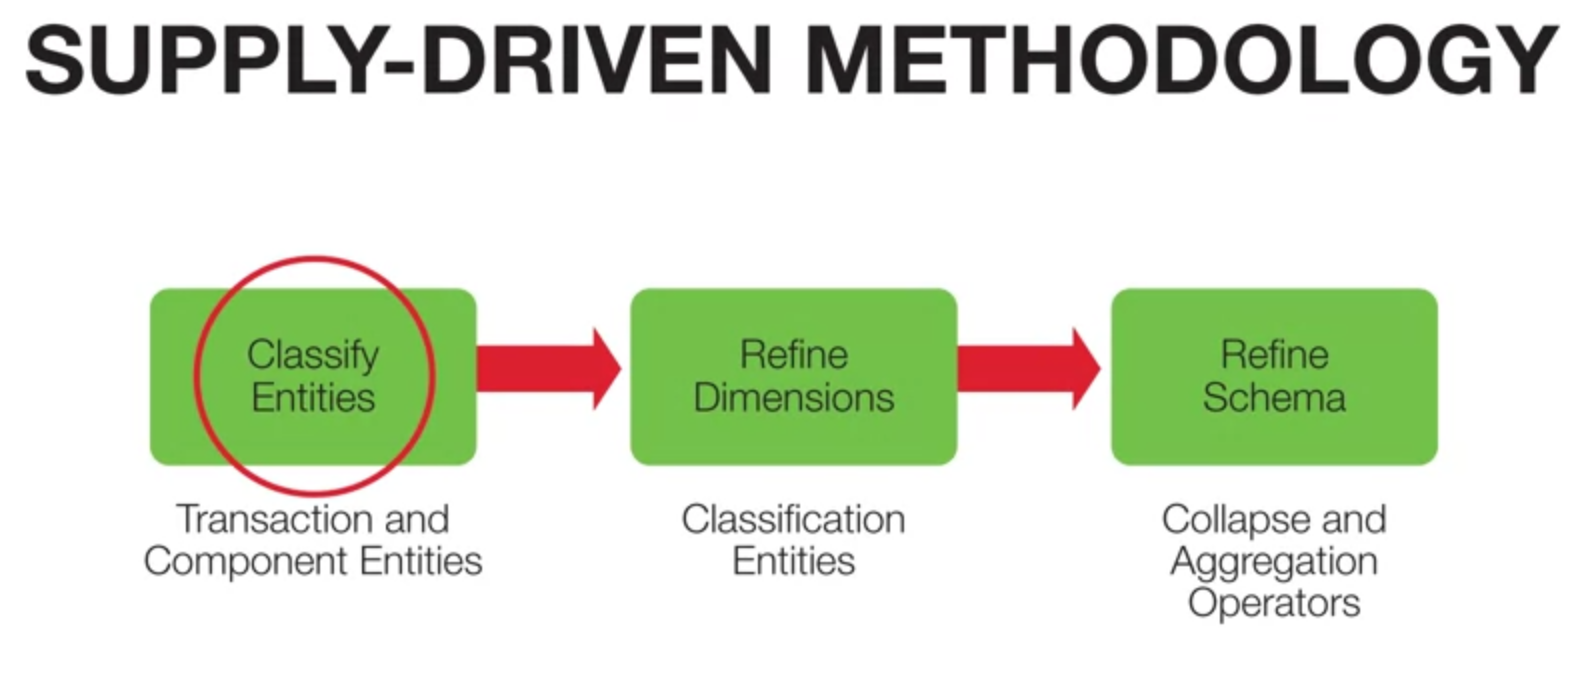 SUPPLY-DRIVEN METHODOLOGY
Classify
Entities
Transaction and
Component Entities
Refine
Dimensions
Classification
Entities
Refine
Schema
Collapse and
Aggregation
Operators